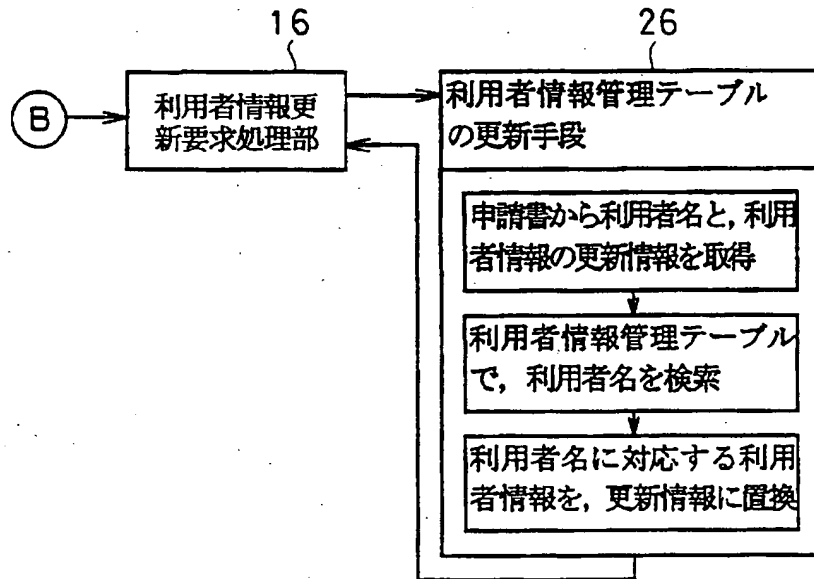 16
26
B
利用者情報更
新要求処理部
利用者情報管理テーブル
の更新手段
申請書から利用者名と，利用
者情報の更新情報を取得
利用者情報管理テーブル
で，利用者名を検索
利用者名に対応する利用
者情報を，更新情報に置換